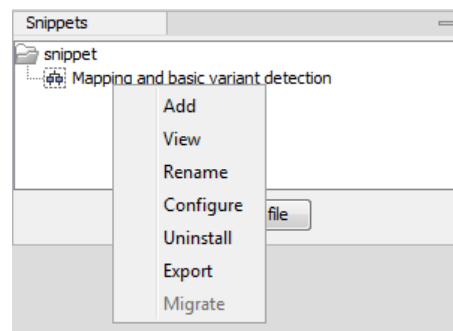 Snippets
snippet
Mapping and basic variant detection
Add
View
Rename
Configure
file
Uninstall
Export
Migrate